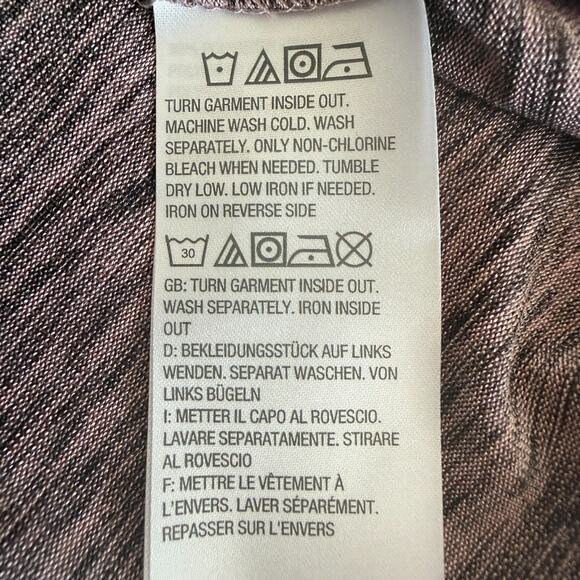 TURN GARMENT INSIDE OUT.
MACHINE WASH COLD. WASH
SEPARATELY. ONLY NON-CHLORINE
BLEACH WHEN NEEDED. TUMBLE
DRY LOW. LOW IRON IF NEEDED.
IRON ON REVERSE SIDE
30
GB: TURN GARMENT INSIDE OUT.
WASH SEPARATELY. IRON INSIDE
OUT
D: BEKLEIDUNGSSTÜCK AUF LINKS
WENDEN. SEPARAT WASCHEN. VON
LINKS BÜGELN
I: METTER IL CAPO AL ROVESCIO.
LAVARE SEPARATAMENTE. STIRARE
AL ROVESCIO
F: METTRE LE VÊTEMENT À
L'ENVERS. LAVER SÉPARÉMENT.
REPASSER SUR L'ENVERS